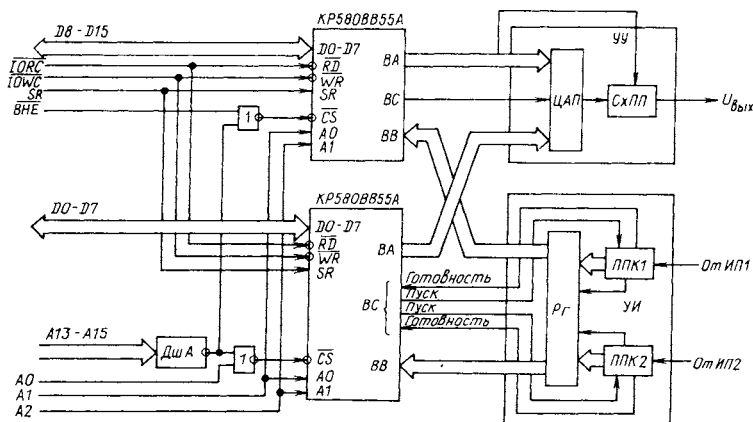 КР580ВВ55А
D8 - D15
D0-D7
IORC
RD
IOWC
WR
SR
SR
BHE
1
CS
A0
A1
BA
BC
BB
УУ
ЦАП
СхПП
Uвых
КР580ВВ55А
D0-D7
D0-D7
RD
WR
SR
BA
Готовность
Пуск
BC
Пуск
Готовность
BB
Рг
ППК1
От ИП1
УИ
ППК2
От ИП2
A13 - A15
ДшА
1
CS
A0
A1
A0
A1
A2